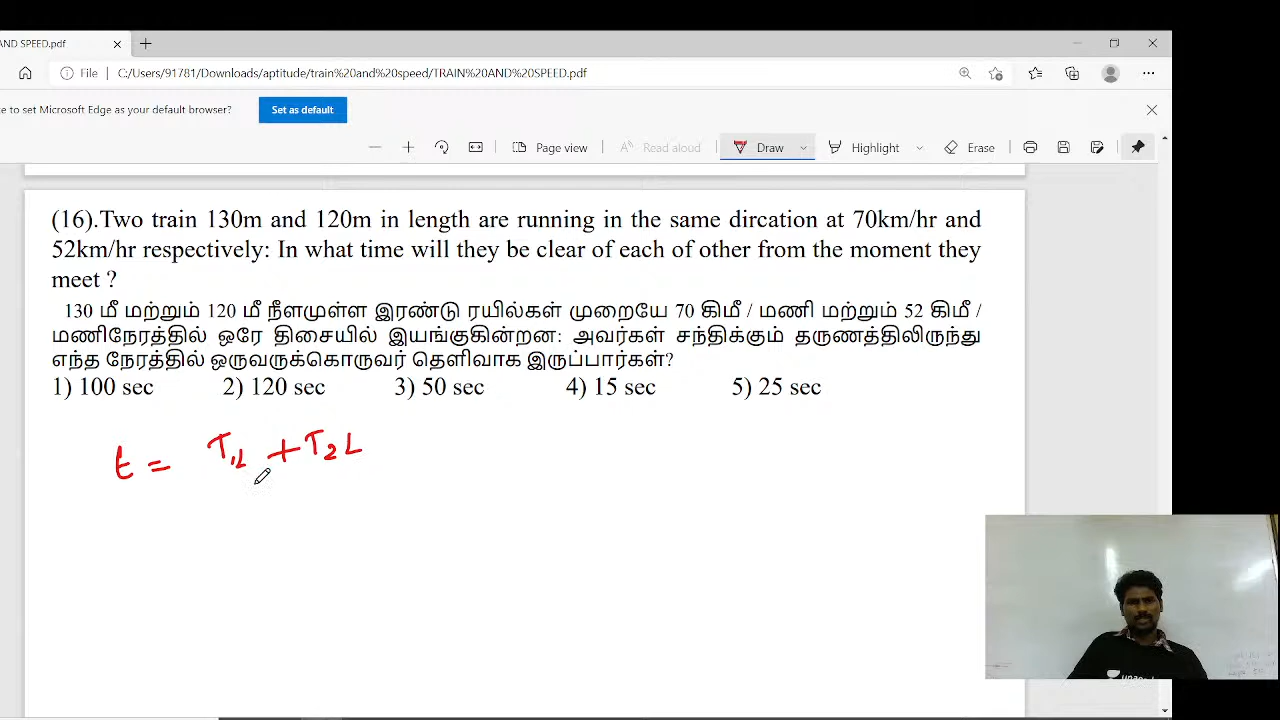 AND SPEED.pdf
File C:/Users/91781/Downloads/aptitude/train%20and%20speed/TRAIN%20AND%20SPEED.pdf
e to set Microsoft Edge as your default browser? Set as default
Page view Read aloud Draw Highlight Erase
(16).Two train 130m and 120m in length are running in the same dircation at 70km/hr and
52km/hr respectively: In what time will they be clear of each of other from the moment they
meet ?
130 மீ மற்றும் 120 மீ நீளமுள்ள இரண்டு ரயில்கள் முறையே 70 கிமீ / மணி மற்றும் 52 கிமீ /
மணிநேரத்தில் ஒரே திசையில் இயங்குகின்றன: அவர்கள் சந்திக்கும் தருணத்திலிருந்து
எந்த நேரத்தில் ஒருவருக்கொருவர் தெளிவாக இருப்பார்கள்?
1) 100 sec 2) 120 sec 3) 50 sec 4) 15 sec 5) 25 sec
t = T1L + T2L